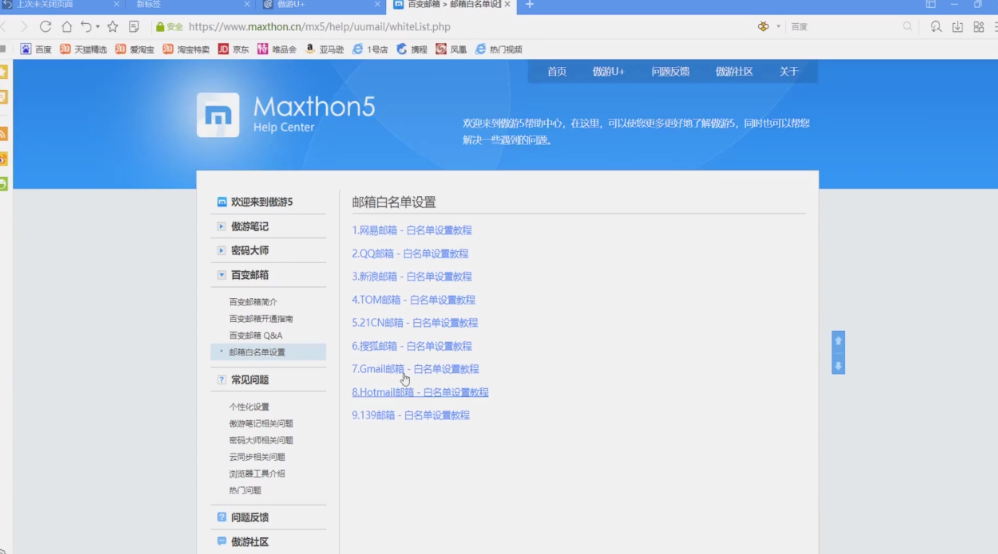 上次未关闭页面
新标签
傲游U+
百变邮箱 > 邮箱白名单设
安全 https://www.maxthon.cn/mx5/help/uumail/whiteList.php
百度
百度 天猫精选 爱淘宝 淘宝特卖 京东 唯品会 亚马逊 1号店 携程 凤凰 热门视频
首页 傲游U+ 问题反馈 傲游社区 关于
Maxthon5
Help Center
欢迎来到傲游5帮助中心，在这里，可以使您更多更好地了解傲游5，同时也可以帮您
解决一些遇到的问题。
欢迎来到傲游5
傲游笔记
密码大师
百变邮箱
百变邮箱简介
百变邮箱开通指南
百变邮箱 Q&A
邮箱白名单设置
常见问题
个性化设置
傲游笔记相关问题
密码大师相关问题
云同步相关问题
浏览器工具介绍
热门问题
问题反馈
傲游社区
邮箱白名单设置
1.网易邮箱 - 白名单设置教程
2.QQ邮箱 - 白名单设置教程
3.新浪邮箱 - 白名单设置教程
4.TOM邮箱 - 白名单设置教程
5.21CN邮箱 - 白名单设置教程
6.搜狐邮箱 - 白名单设置教程
7.Gmail邮箱 - 白名单设置教程
8.Hotmail邮箱 - 白名单设置教程
9.139邮箱 - 白名单设置教程